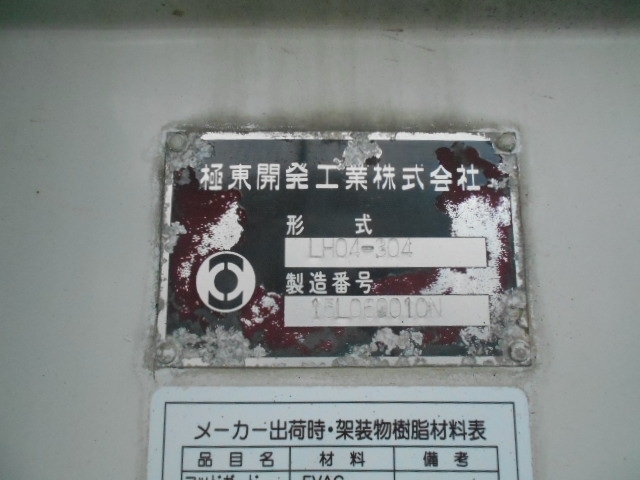 極東開発工業株式会社
形 式
LH04-304
製造番号
メーカー出荷時・架装物樹脂材料表
品目名 材料 備考